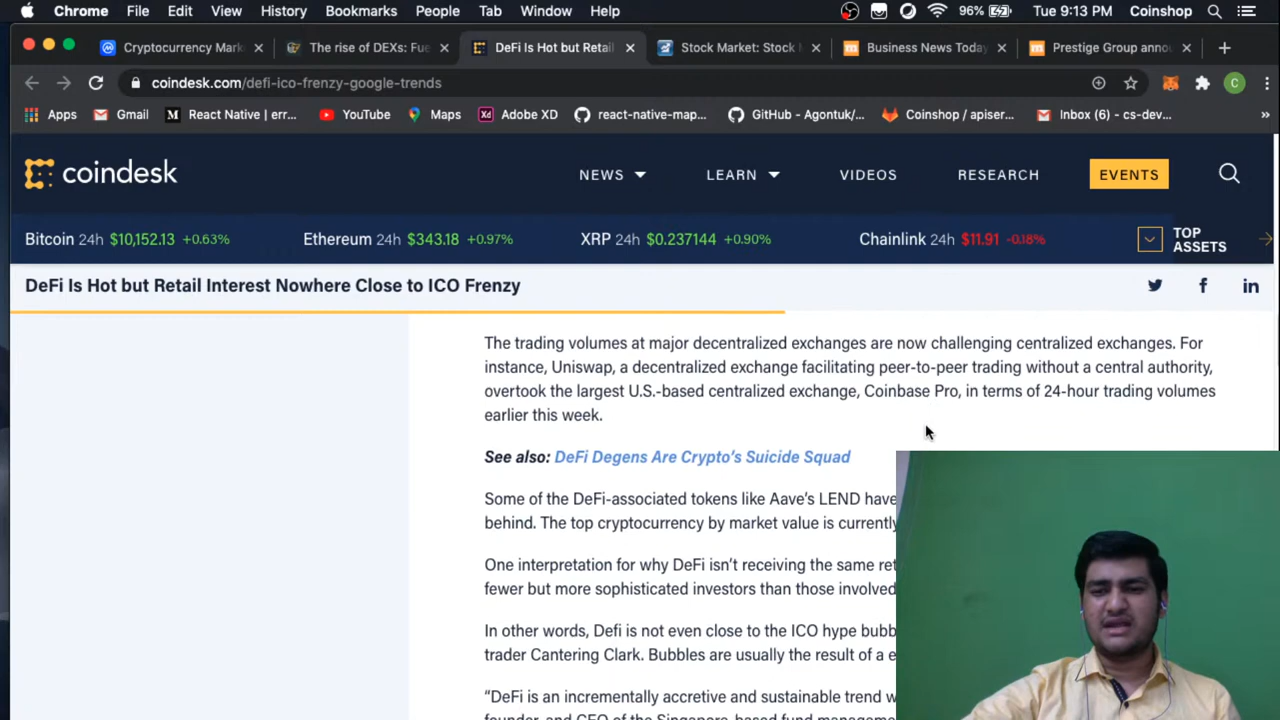 Chrome File Edit View History Bookmarks People Tab Window Help 96% Tue 9:13 PM Coinshop
Cryptocurrency Mark The rise of DEXs: Fue DeFi Is Hot but Retail Stock Market: Stock M Business News Today Prestige Group anno
coindesk.com/defi-ico-frenzy-google-trends C
Apps Gmail M React Native | err... YouTube Maps Xd Adobe XD react-native-map... GitHub - Agontuk/... Coinshop / apiser... Inbox (6) - cs-dev... »
coindesk NEWS LEARN VIDEOS RESEARCH EVENTS
Bitcoin 24h $10,152.13 +0.63% Ethereum 24h $343.18 +0.97% XRP 24h $0.237144 +0.90% Chainlink 24h $11.91 -0.18% TOP
ASSETS
DeFi Is Hot but Retail Interest Nowhere Close to ICO Frenzy
The trading volumes at major decentralized exchanges are now challenging centralized exchanges. For
instance, Uniswap, a decentralized exchange facilitating peer-to-peer trading without a central authority,
overtook the largest U.S.-based centralized exchange, Coinbase Pro, in terms of 24-hour trading volumes
earlier this week.
See also: DeFi Degens Are Crypto's Suicide Squad
Some of the DeFi-associated tokens like Aave's LEND have
behind. The top cryptocurrency by market value is currently
One interpretation for why DeFi isn't receiving the same ret
fewer but more sophisticated investors than those involved
In other words, Defi is not even close to the ICO hype bubb
trader Cantering Clark. Bubbles are usually the result of a e
“DeFi is an incrementally accretive and sustainable trend w
founder, and CEO of the Singapore-based fund manageme